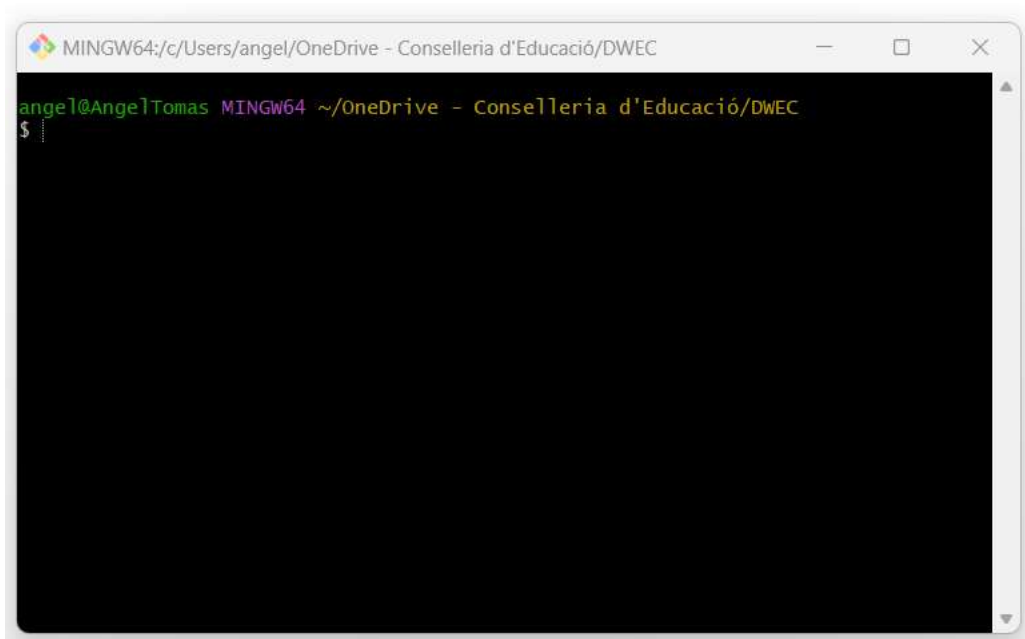 MINGW64:/c/Users/angel/OneDrive - Conselleria d'Educació/DWEC
angel@AngelTomas MINGW64 ~/OneDrive - Conselleria d'Educació/DWEC
$